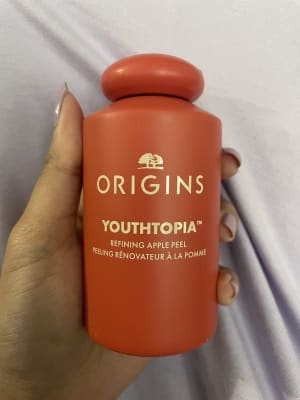 ORIGINS
YOUTHTOPIA™
REFINING APPLE PEEL
PEELING RÉNOVATEUR À LA POMME